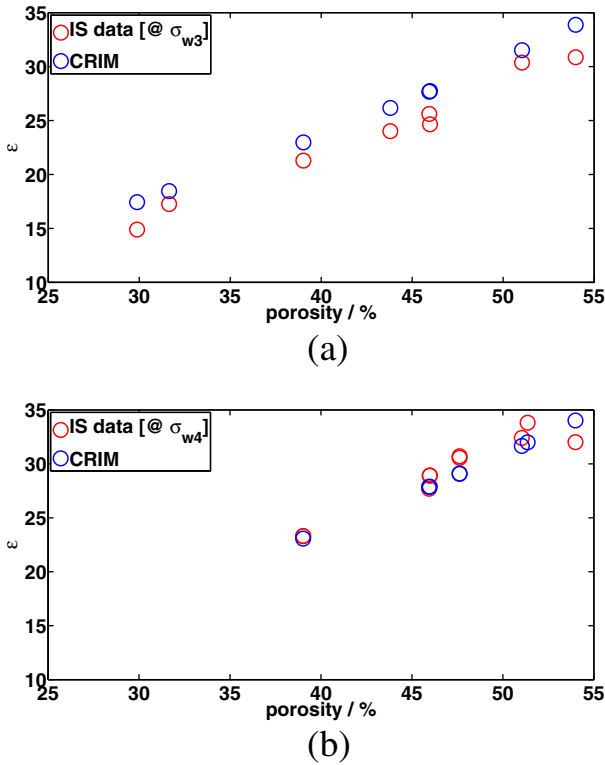 35
30
25
20
15
10
ε
IS data [@ σw3]
CRIM
25 30 35 40 45 50 55
porosity / %
(a)
35
30
25
20
15
10
ε
IS data [@ σw4]
CRIM
25 30 35 40 45 50 55
porosity / %
(b)